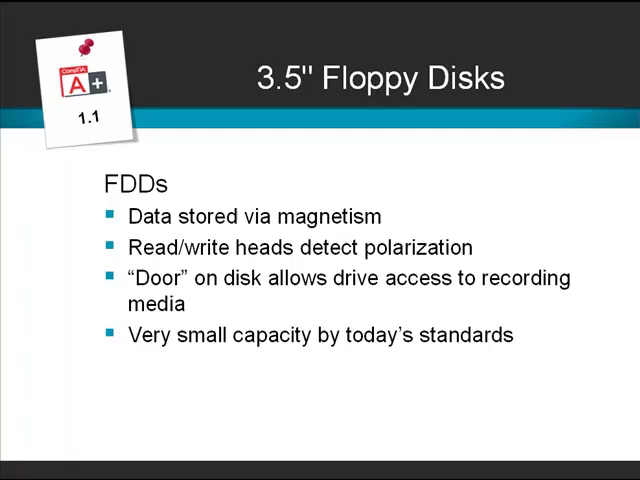 3.5" Floppy Disks
CompTIA
A+
1.1
FDDs
Data stored via magnetism
Read/write heads detect polarization
“Door” on disk allows drive access to recording
media
Very small capacity by today’s standards